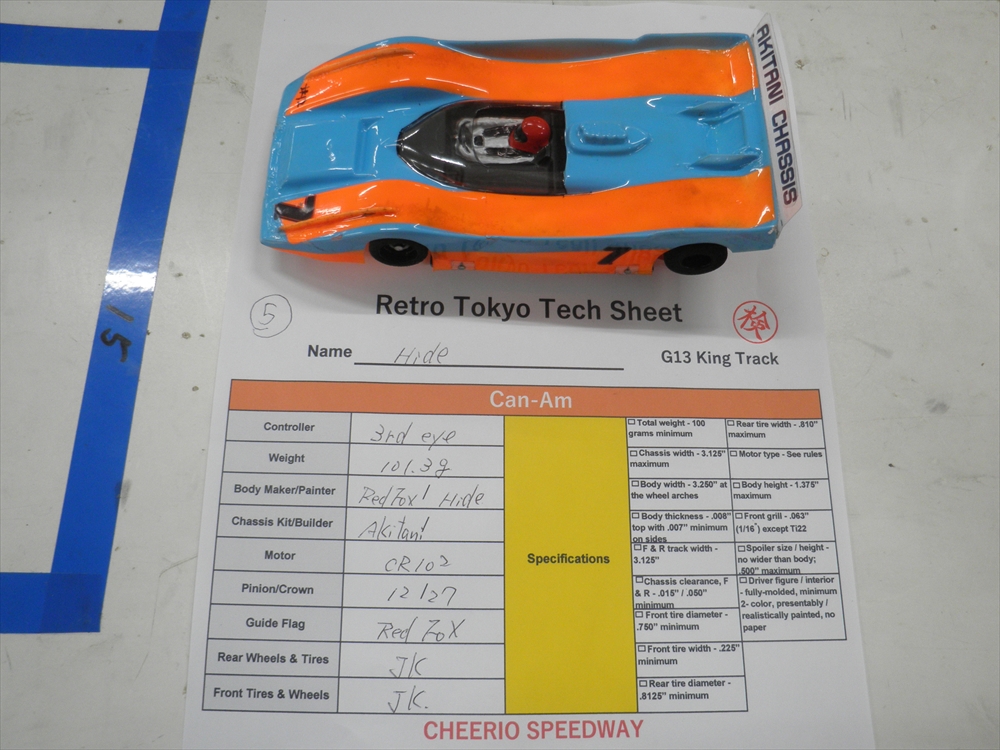 AKITANI CHASSIS
7
15
5
Retro Tokyo Tech Sheet
Name Hide
G13 King Track
Can-Am
Controller 3rd eye
Weight 101.3g
Body Maker/Painter RedFox / Hide
Chassis Kit/Builder Akitani
Motor CR102
Pinion/Crown 12/27
Guide Flag Red Fox
Rear Wheels & Tires JK
Front Tires & Wheels JK.
Specifications
Total weight - 100
grams minimum
Rear tire width - .810"
maximum
Chassis width - 3.125"
maximum
Motor type - See rules
Body width - 3.250" at
the wheel arches
Body height - 1.375"
maximum
Body thickness - .008"
top with .007" minimum
on sides
Front grill - .063"
(1/16") except Ti22
F & R track width -
3.125"
Spoiler size / height -
no wider than body;
.500" maximum
Chassis clearance, F
& R - .015" / .050"
minimum
Driver figure / interior
- fully-molded, minimum
2- color, presentably /
realistically painted, no
paper
Front tire diameter -
.750" minimum
Front tire width - .225"
minimum
Rear tire diameter -
.8125" minimum
CHEERIO SPEEDWAY